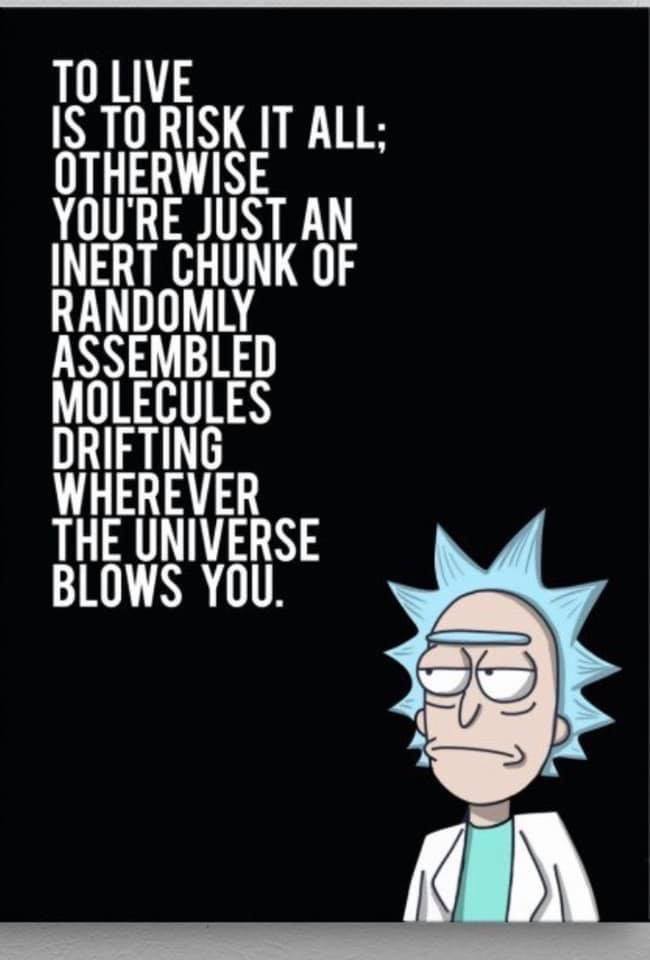 TO LIVE
IS TO RISK IT ALL;
OTHERWISE
YOU'RE JUST AN
INERT CHUNK OF
RANDOMLY
ASSEMBLED
MOLECULES
DRIFTING
WHEREVER
THE UNIVERSE
BLOWS YOU.